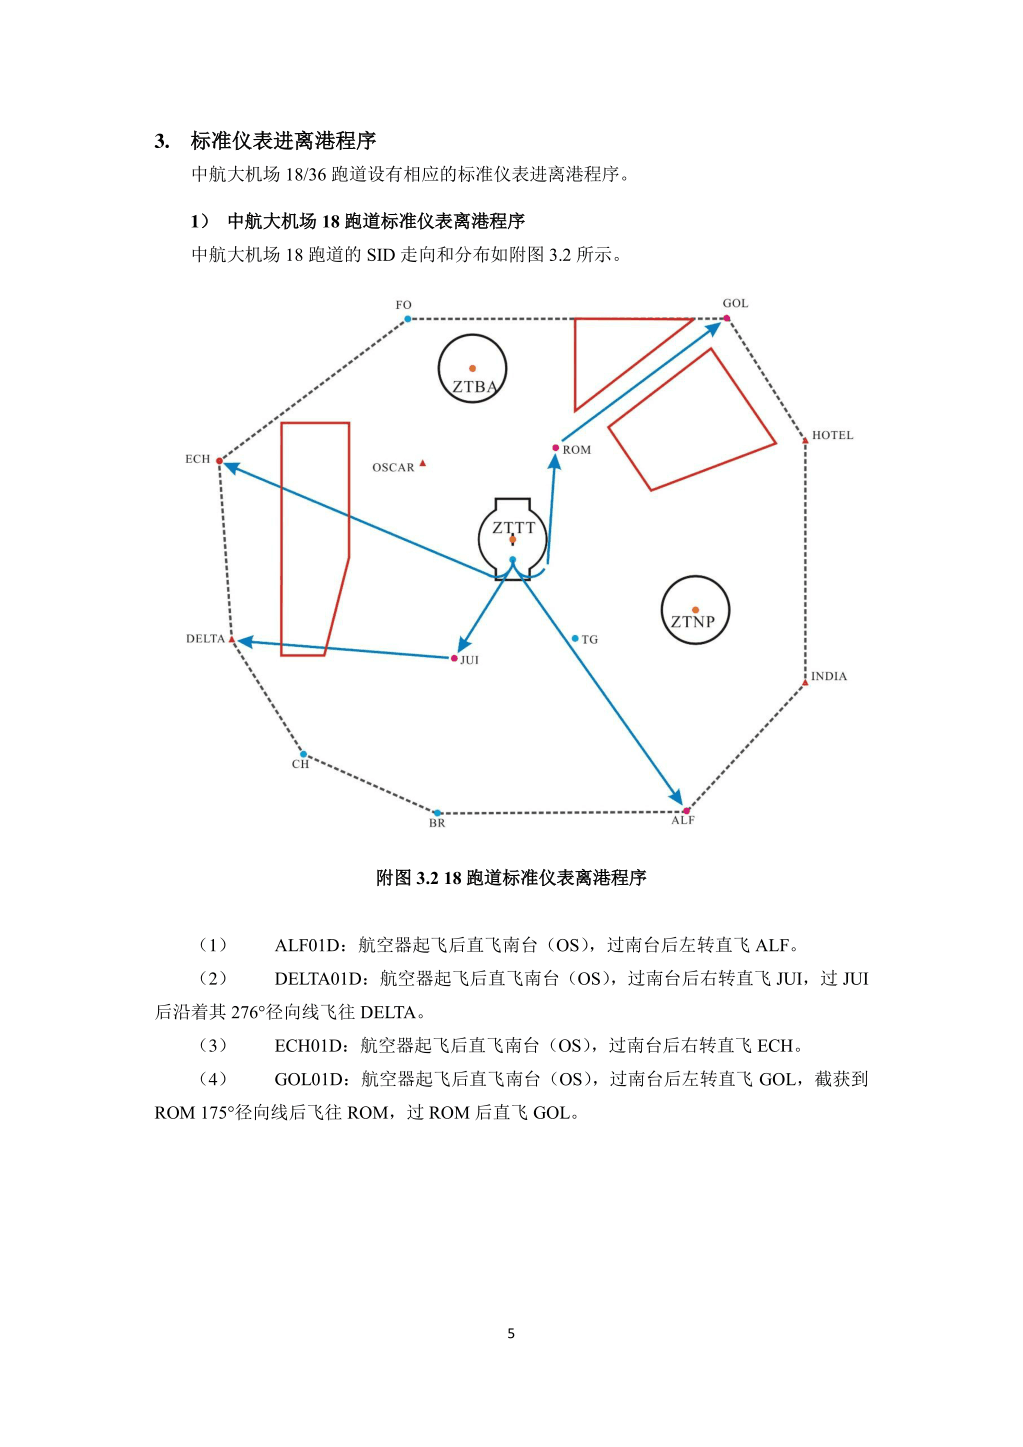 3. 标准仪表进离港程序
中航大机场 18/36 跑道设有相应的标准仪表进离港程序。
1） 中航大机场 18 跑道标准仪表离港程序
中航大机场 18 跑道的 SID 走向和分布如附图 3.2 所示。
FO
GOL
ZTBA
HOTEL
ROM
ECH
OSCAR
ZTTT
ZTNP
DELTA
TG
JUI
INDIA
CH
BR
ALF
附图 3.2 18 跑道标准仪表离港程序
（1） ALF01D：航空器起飞后直飞南台（OS），过南台后左转直飞 ALF。
（2） DELTA01D：航空器起飞后直飞南台（OS），过南台后右转直飞 JUI，过 JUI
后沿着其 276°径向线飞往 DELTA。
（3） ECH01D：航空器起飞后直飞南台（OS），过南台后右转直飞 ECH。
（4） GOL01D：航空器起飞后直飞南台（OS），过南台后左转直飞 GOL，截获到
ROM 175°径向线后飞往 ROM，过 ROM 后直飞 GOL。
5